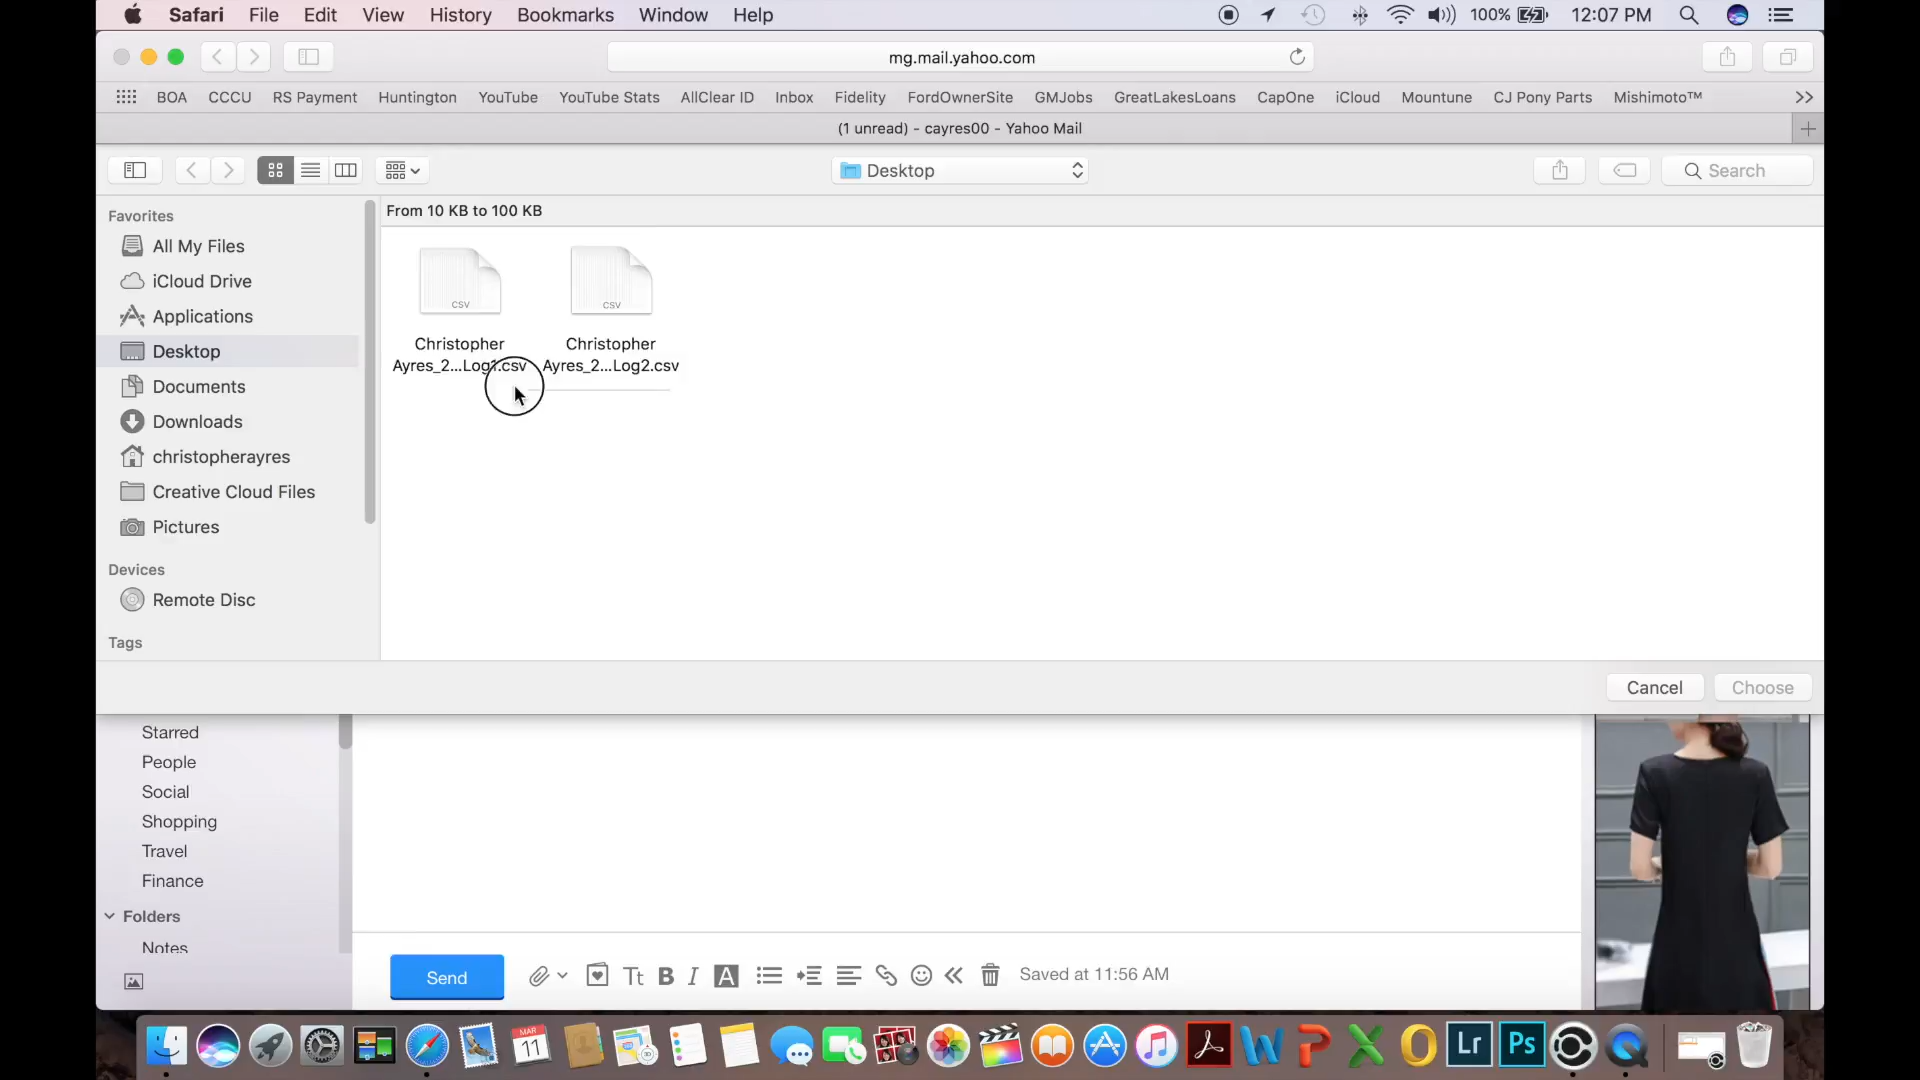 Safari File Edit View History Bookmarks Window Help 100% 12:07 PM
mg.mail.yahoo.com
BOA CCCU RS Payment Huntington YouTube YouTube Stats AllClear ID Inbox Fidelity FordOwnerSite GMJobs GreatLakesLoans CapOne iCloud Mountune CJ Pony Parts Mishimoto™
(1 unread) - cayres00 - Yahoo Mail
Desktop Search
Favorites
All My Files
iCloud Drive
Applications
Desktop
Documents
Downloads
christopherayres
Creative Cloud Files
Pictures
Devices
Remote Disc
Tags
From 10 KB to 100 KB
CSV CSV
Christopher Christopher
Ayres_2...Log1.csv Ayres_2...Log2.csv
Cancel Choose
Starred
People
Social
Shopping
Travel
Finance
Folders
Notes
Send Tt B I A Saved at 11:56 AM
MAR
11
Lr Ps